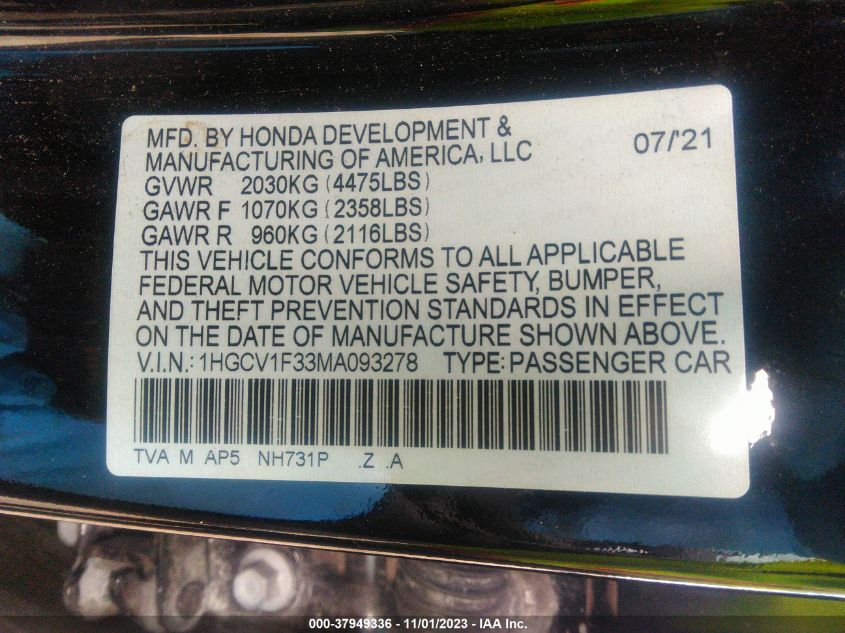 MFD. BY HONDA DEVELOPMENT &
MANUFACTURING OF AMERICA, LLC 07/'21
GVWR 2030KG (4475LBS)
GAWR F 1070KG (2358LBS)
GAWR R 960KG (2116LBS)
THIS VEHICLE CONFORMS TO ALL APPLICABLE
FEDERAL MOTOR VEHICLE SAFETY, BUMPER,
AND THEFT PREVENTION STANDARDS IN EFFECT
ON THE DATE OF MANUFACTURE SHOWN ABOVE.
V.I.N.: 1HGCV1F33MA093278 TYPE: PASSENGER CAR
TVA M AP5 NH731P .Z .A
000-37949336 - 11/01/2023 - IAA Inc.